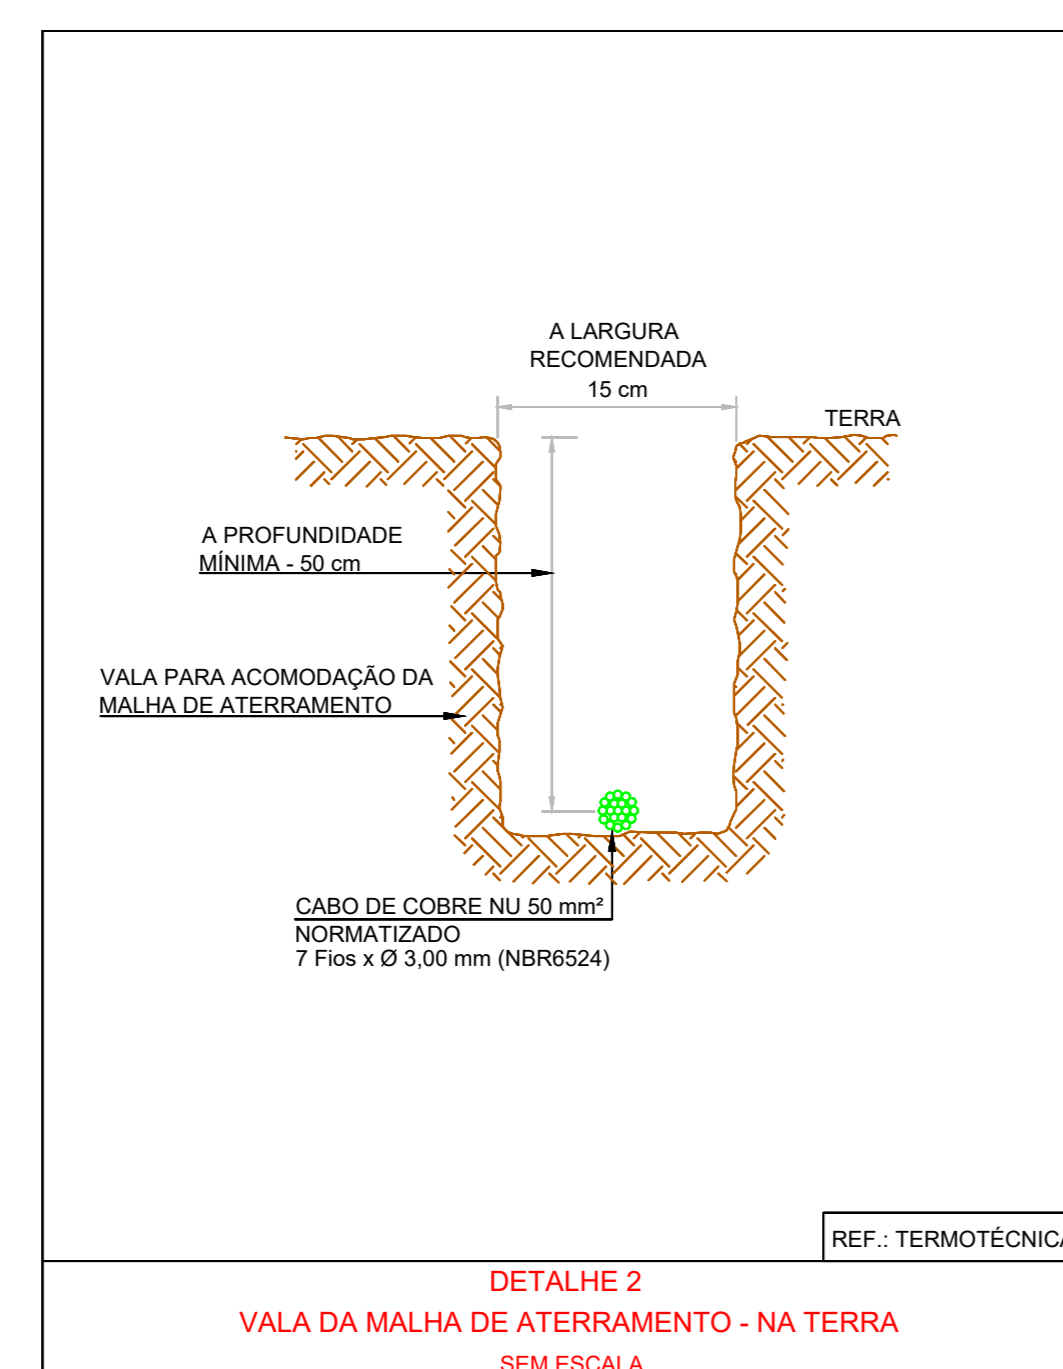 A LARGURA
RECOMENDADA
15 cm
TERRA
A PROFUNDIDADE
MÍNIMA - 50 cm
VALA PARA ACOMODAÇÃO DA
MALHA DE ATERRAMENTO
CABO DE COBRE NU 50 mm²
NORMATIZADO
7 Fios x Ø 3,00 mm (NBR6524)
REF.: TERMOTÉCNICA
DETALHE 2
VALA DA MALHA DE ATERRAMENTO - NA TERRA
SEM ESCALA